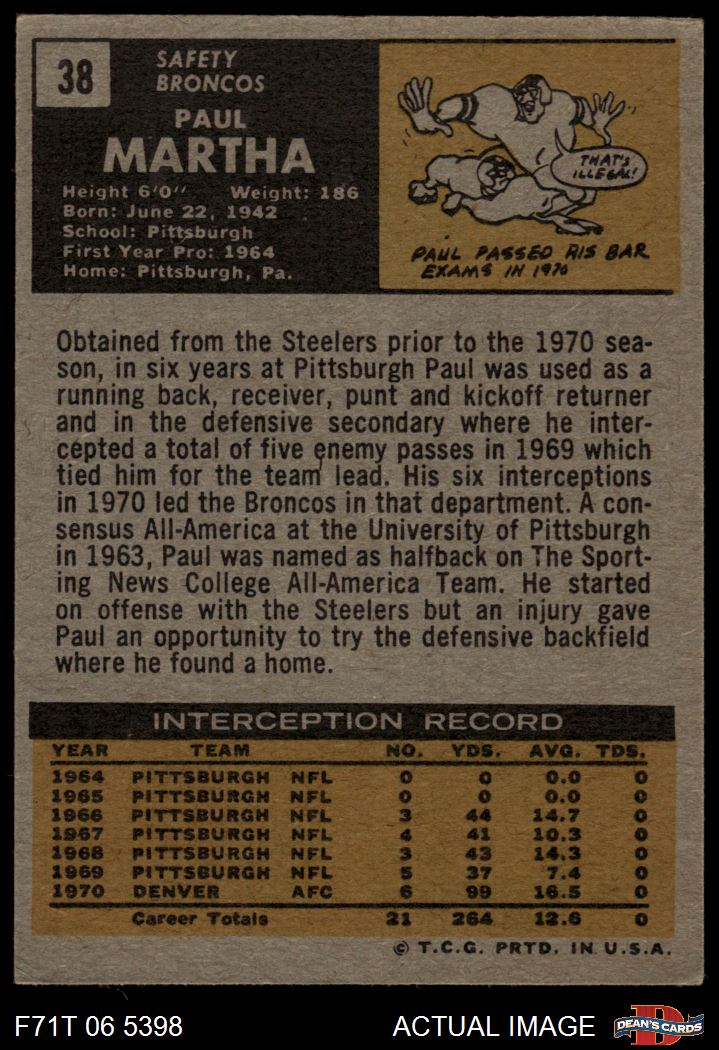 38
SAFETY
BRONCOS
PAUL
MARTHA
Height 6'0" Weight: 186
Born: June 22, 1942
School: Pittsburgh
First Year Pro: 1964
Home: Pittsburgh, Pa.
THAT'S
ILLEGAL!
PAUL PASSED HIS BAR
EXAMS IN 1970
Obtained from the Steelers prior to the 1970 sea-
son, in six years at Pittsburgh Paul was used as a
running back, receiver, punt and kickoff returner
and in the defensive secondary where he inter-
cepted a total of five enemy passes in 1969 which
tied him for the team lead. His six interceptions
in 1970 led the Broncos in that department. A con-
sensus All-America at the University of Pittsburgh
in 1963, Paul was named as halfback on The Sport-
ing News College All-America Team. He started
on offense with the Steelers but an injury gave
Paul an opportunity to try the defensive backfield
where he found a home.
INTERCEPTION RECORD
YEAR TEAM NO. YDS. AVG. TDS.
1964 PITTSBURGH NFL 0 0 0.0 0
1965 PITTSBURGH NFL 0 0 0.0 0
1966 PITTSBURGH NFL 3 44 14.7 0
1967 PITTSBURGH NFL 4 41 10.3 0
1968 PITTSBURGH NFL 3 43 14.3 0
1969 PITTSBURGH NFL 5 37 7.4 0
1970 DENVER AFC 6 99 16.5 0
Career Totals 21 264 12.6 0
© T.C.G. PRTD. IN U.S.A.
F71T 06 5398 ACTUAL IMAGE
D
DEAN'S CARDS